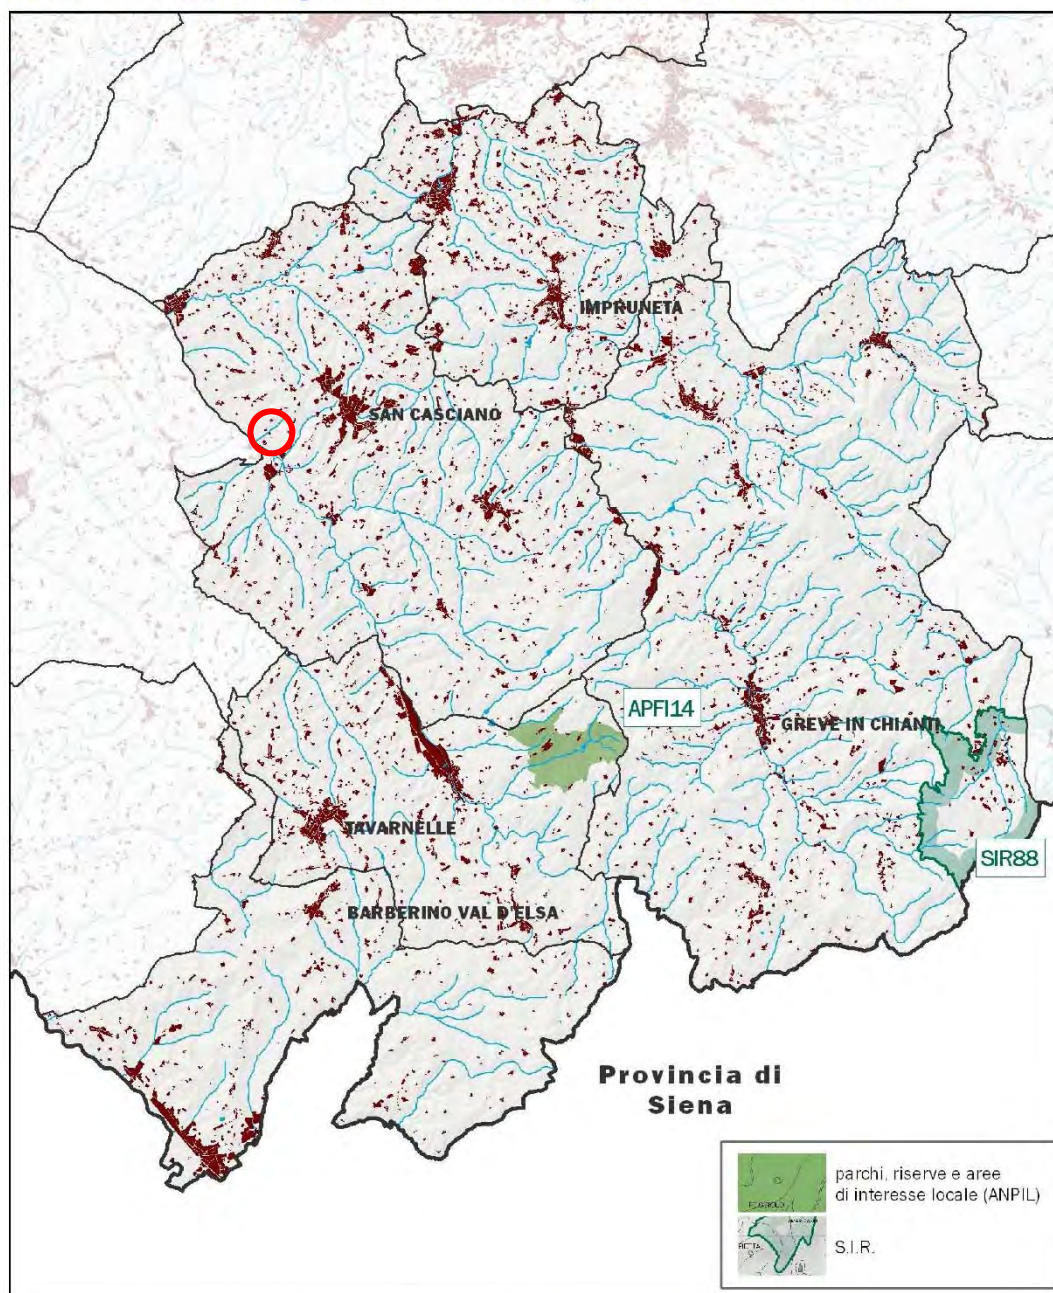 IMPRUNETA
SAN CASCIANO
APFI14
GREVE IN CHIANTI
SIR88
TAVARNELLE
BARBERINO VAL D'ELSA
Provincia di
Siena
parchi, riserve e aree
di interesse locale (ANPIL)
S.I.R.